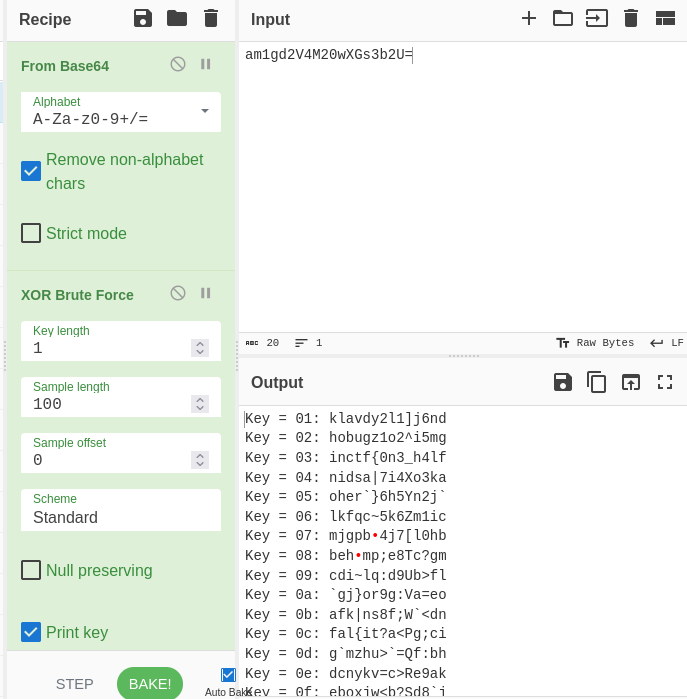 Recipe
From Base64
Alphabet
A-Za-z0-9+/=
Remove non-alphabet
chars
Strict mode
XOR Brute Force
Key length
1
Sample length
100
Sample offset
0
Scheme
Standard
Null preserving
Print key
STEP
BAKE!
Auto Bake
Input
am1gd2V4M20wXGs3b2U=
ABC 20
1
Raw Bytes
LF
Output
Key = 01: klavdy2l1]j6nd
Key = 02: hobugz1o2^i5mg
Key = 03: inctf{0n3_h4lf
Key = 04: nidsa|7i4Xo3ka
Key = 05: oher`}6h5Yn2j`
Key = 06: lkfqc~5k6Zm1ic
Key = 07: mjgpb•4j7[l0hb
Key = 08: beh•mp;e8Tc?gm
Key = 09: cdi~lq:d9Ub>fl
Key = 0a: `gj}or9g:Va=eo
Key = 0b: afk|ns8f;W`<dn
Key = 0c: fal{it?a<Pg;ci
Key = 0d: g`mzhu>`=Qf:bh
Key = 0e: dcnykv=c>Re9ak
Key = 0f: eboxjw<b?Sd8`j